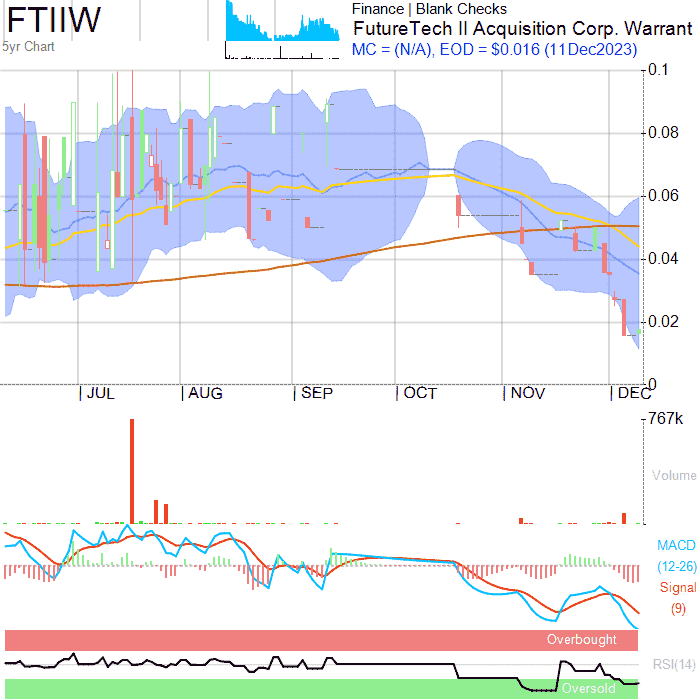 FTIIW
5yr Chart
Finance | Blank Checks
FutureTech II Acquisition Corp. Warrant
MC = (N/A), EOD = $0.016 (11Dec2023)
0.1
0.08
0.06
0.04
0.02
0
JUL
AUG
SEP
OCT
NOV
DEC
767k
Volume
MACD
(12-26)
Signal
(9)
Overbought
RSI(14)
Oversold